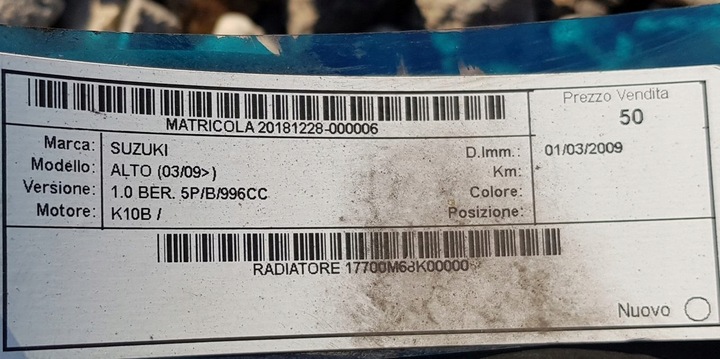 MATRICOLA 20181228-000006
Prezzo Vendita
50
Marca: SUZUKI D.Imm.: 01/03/2009
Modello: ALTO (03/09>) Km:
Versione: 1.0 BER. 5P/B/996CC Colore:
Motore: K10B / Posizione:
RADIATORE 17700M68K00000
Nuovo